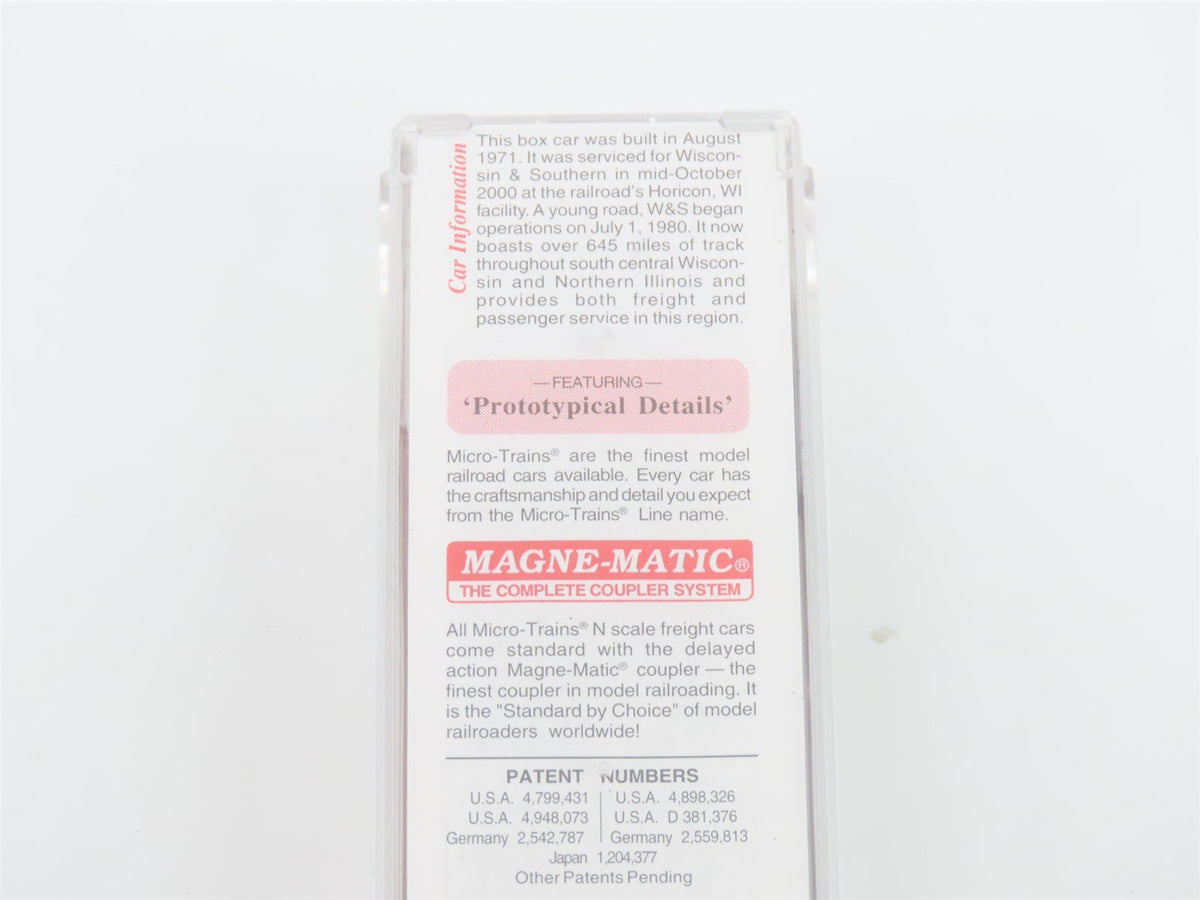 Car Information
This box car was built in August
1971. It was serviced for Wiscon-
sin & Southern in mid-October
2000 at the railroad's Horicon, WI
facility. A young road, W&S began
operations on July 1, 1980. It now
boasts over 645 miles of track
throughout south central Wiscon-
sin and Northern Illinois and
provides both freight and
passenger service in this region.
—FEATURING—
'Prototypical Details'
Micro-Trains® are the finest model
railroad cars available. Every car has
the craftsmanship and detail you expect
from the Micro-Trains® Line name.
MAGNE-MATIC®
THE COMPLETE COUPLER SYSTEM
All Micro-Trains® N scale freight cars
come standard with the delayed
action Magne-Matic® coupler — the
finest coupler in model railroading. It
is the "Standard by Choice" of model
railroaders worldwide!
PATENT NUMBERS
U.S.A. 4,799,431 | U.S.A. 4,898,326
U.S.A. 4,948,073 | U.S.A. D 381,376
Germany 2,542,787 | Germany 2,559,813
Japan 1,204,377
Other Patents Pending